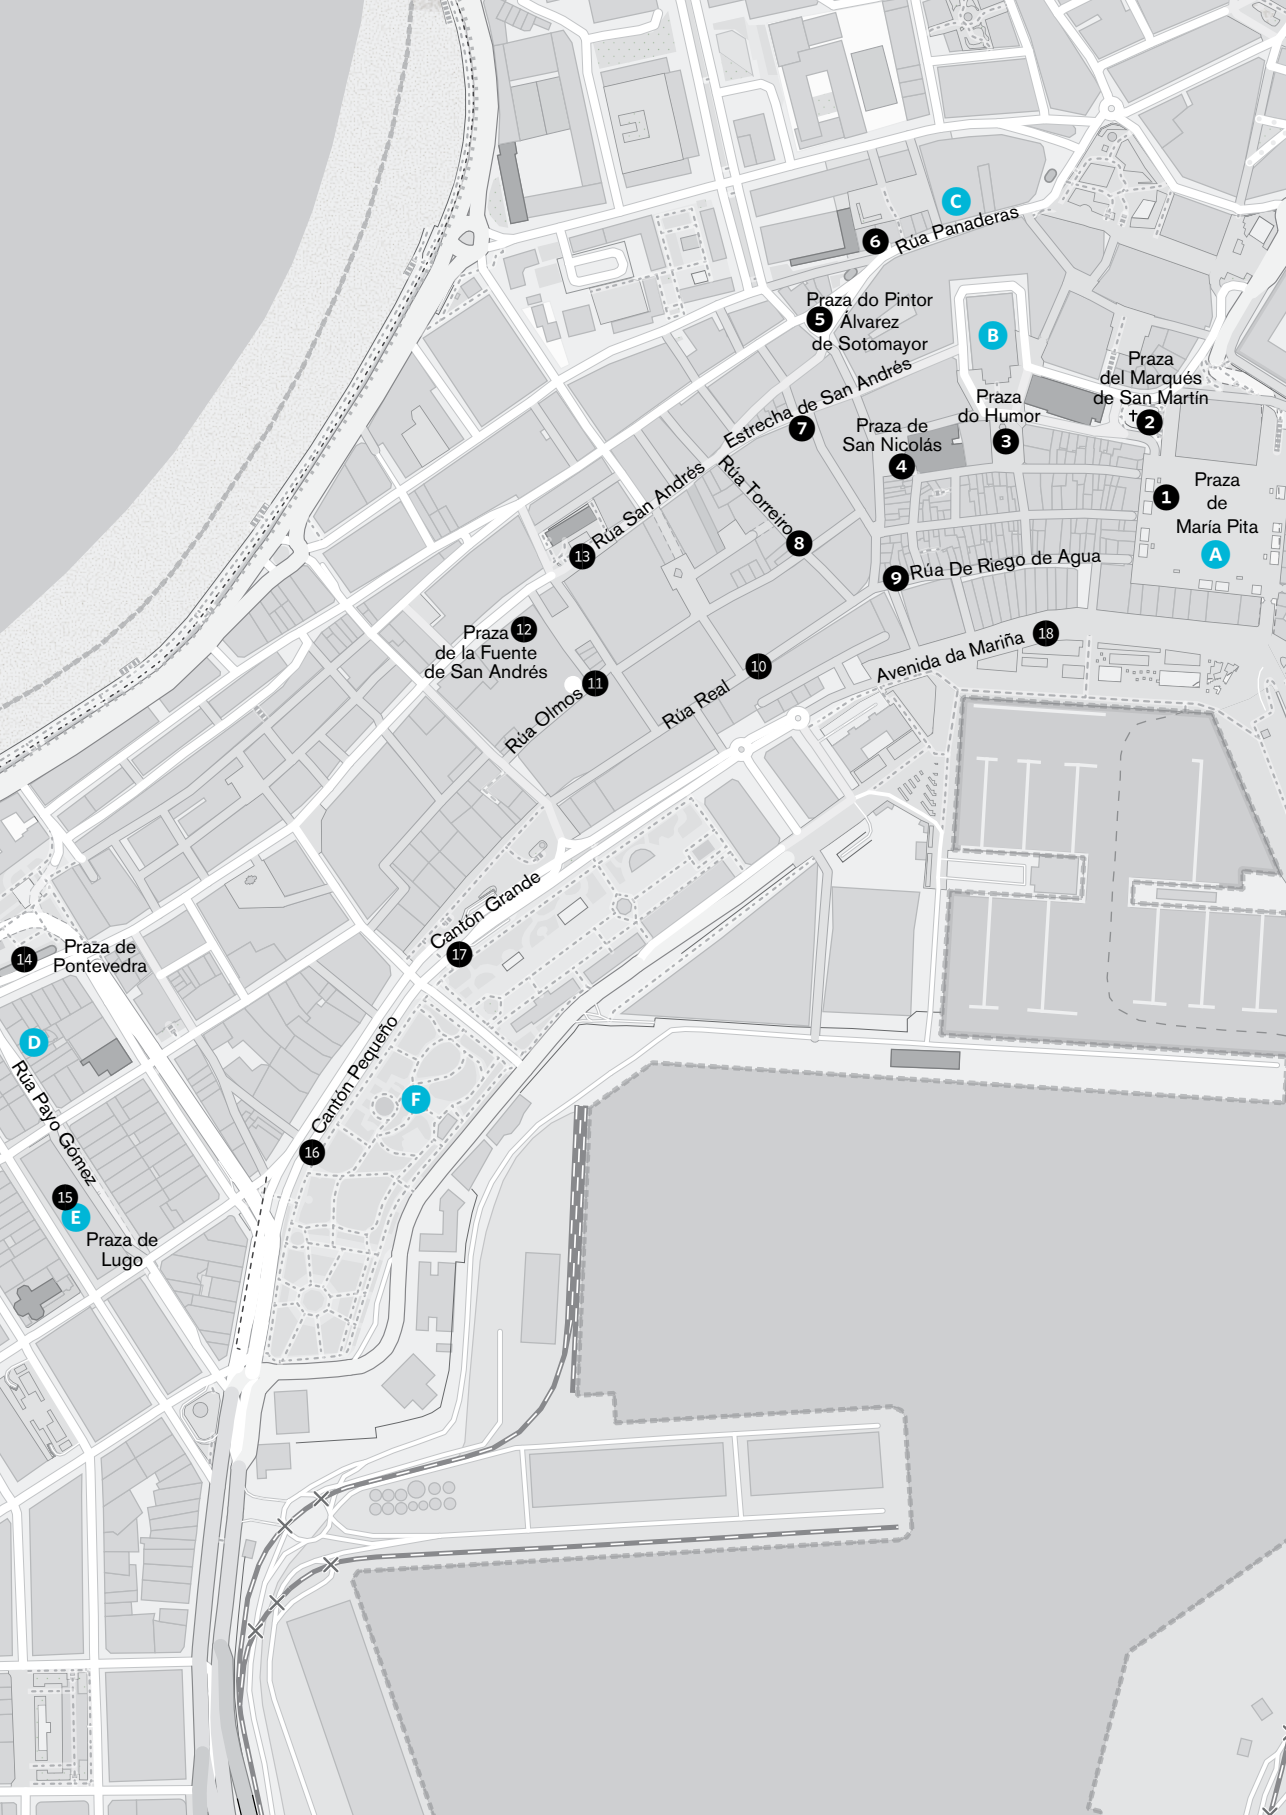 C
6
Rúa Panaderas
Praza do Pintor
5
Álvarez
de Sotomayor
B
Praza
del Marqués
de San Martín
2
Estrecha de San Andrés
7
Praza
do Humor
3
Praza de
San Nicolás
4
1
Praza
de
María Pita
A
Rúa Torreiro
8
Rúa San Andrés
13
9
Rúa De Riego de Agua
18
Avenida da Mariña
12
Praza
de la Fuente
de San Andrés
10
Rúa Real
11
Rúa Olmos
Cantón Grande
17
14
Praza de
Pontevedra
D
Rúa Payo Gómez
Cantón Pequeño
F
16
15
E
Praza de
Lugo